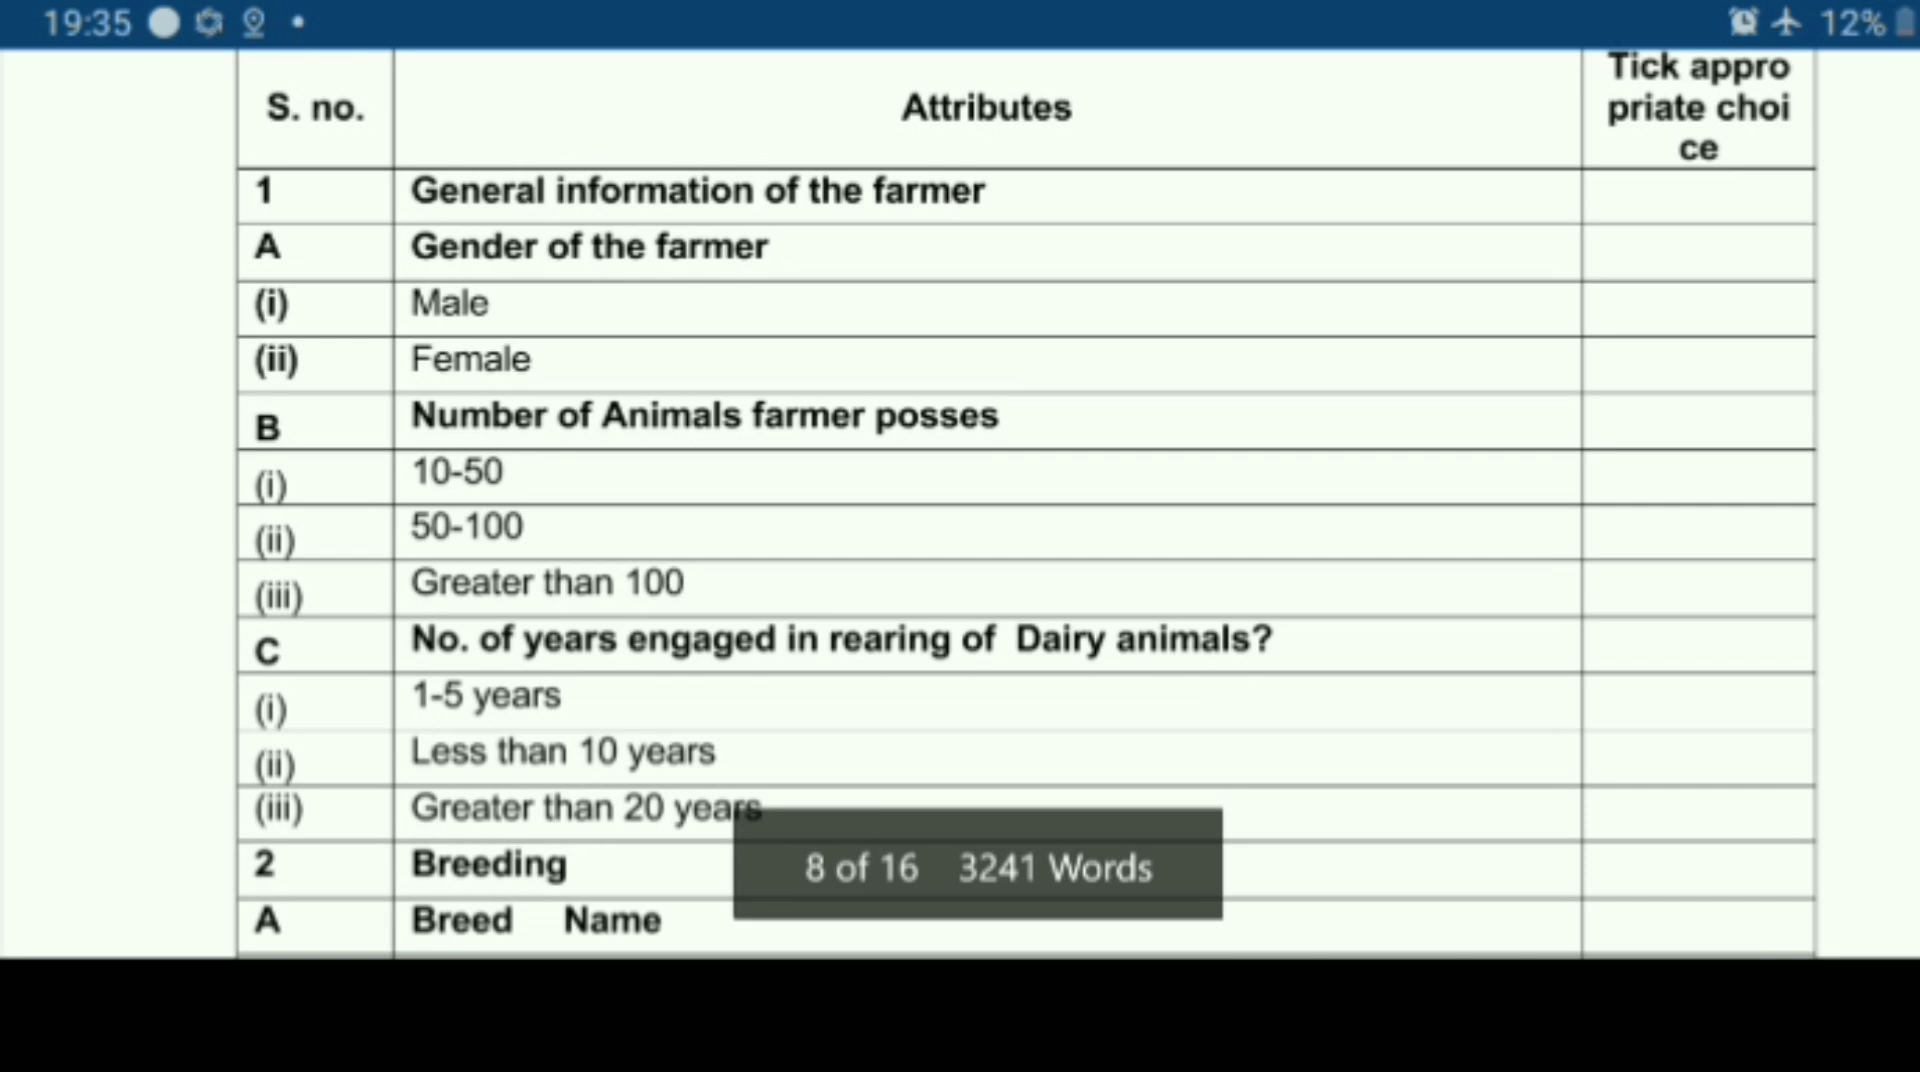 19:35 12%
S. no. Attributes Tick appro
priate choi
ce
1 General information of the farmer
A Gender of the farmer
(i) Male
(ii) Female
B Number of Animals farmer posses
(i) 10-50
(ii) 50-100
(iii) Greater than 100
C No. of years engaged in rearing of Dairy animals?
(i) 1-5 years
(ii) Less than 10 years
(iii) Greater than 20 years
2 Breeding
8 of 16 3241 Words
A Breed Name